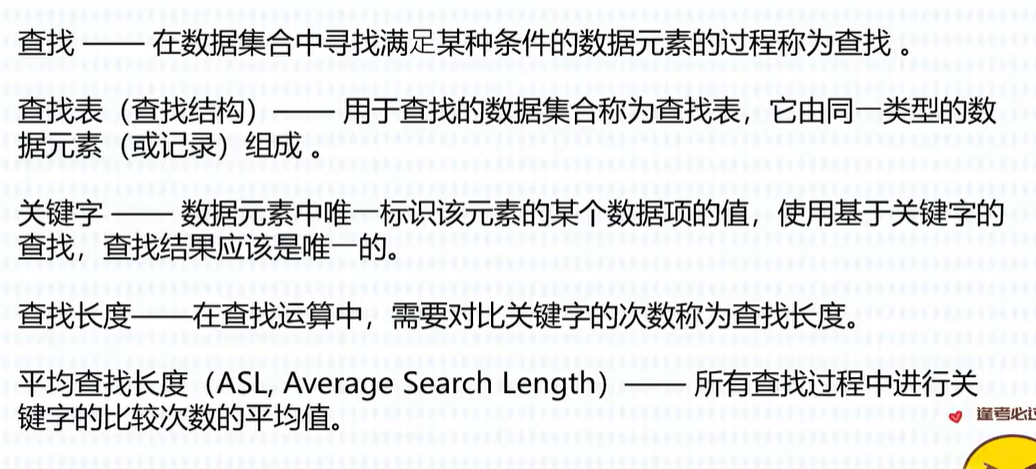 查找 —— 在数据集合中寻找满足某种条件的数据元素的过程称为查找 。
查找表（查找结构）—— 用于查找的数据集合称为查找表，它由同一类型的数
据元素（或记录）组成 。
关键字 —— 数据元素中唯一标识该元素的某个数据项的值，使用基于关键字的
查找，查找结果应该是唯一的。
查找长度——在查找运算中，需要对比关键字的次数称为查找长度。
平均查找长度（ASL, Average Search Length）—— 所有查找过程中进行关
键字的比较次数的平均值。
逢考必过